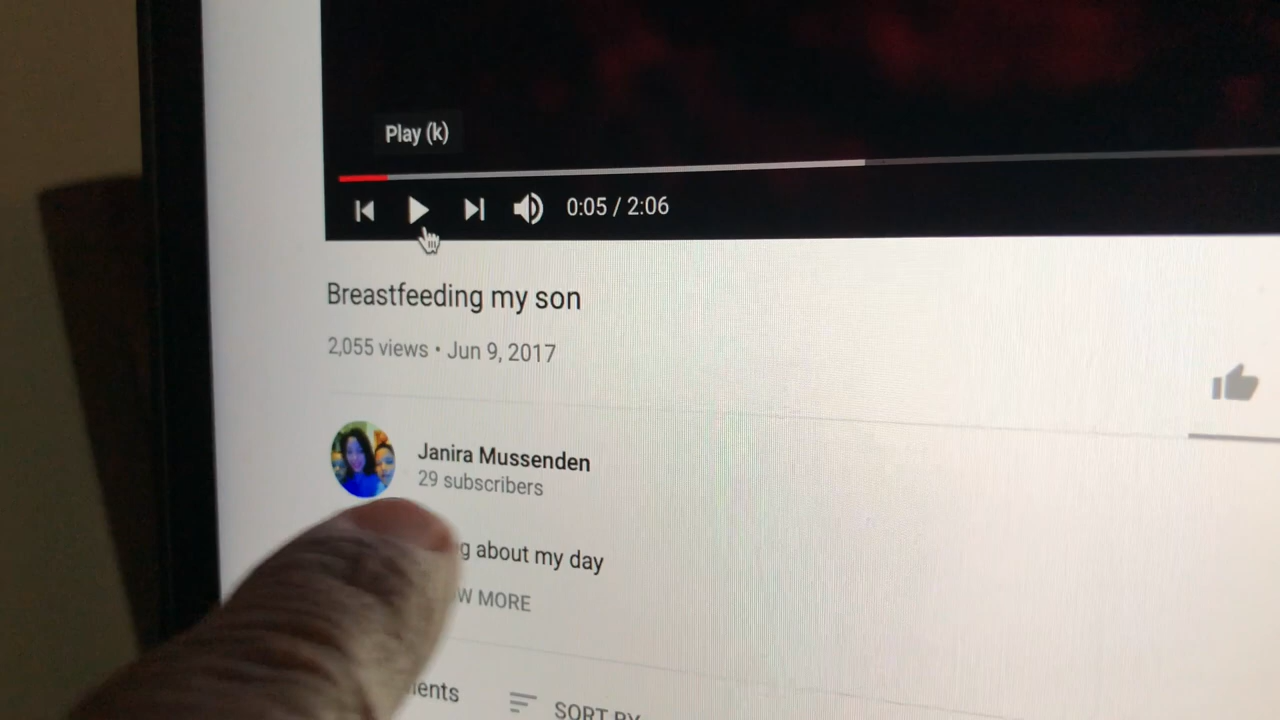 Play (k)
0:05 / 2:06
Breastfeeding my son
2,055 views • Jun 9, 2017
Janira Mussenden
29 subscribers
g about my day
W MORE
ents
SORT BY